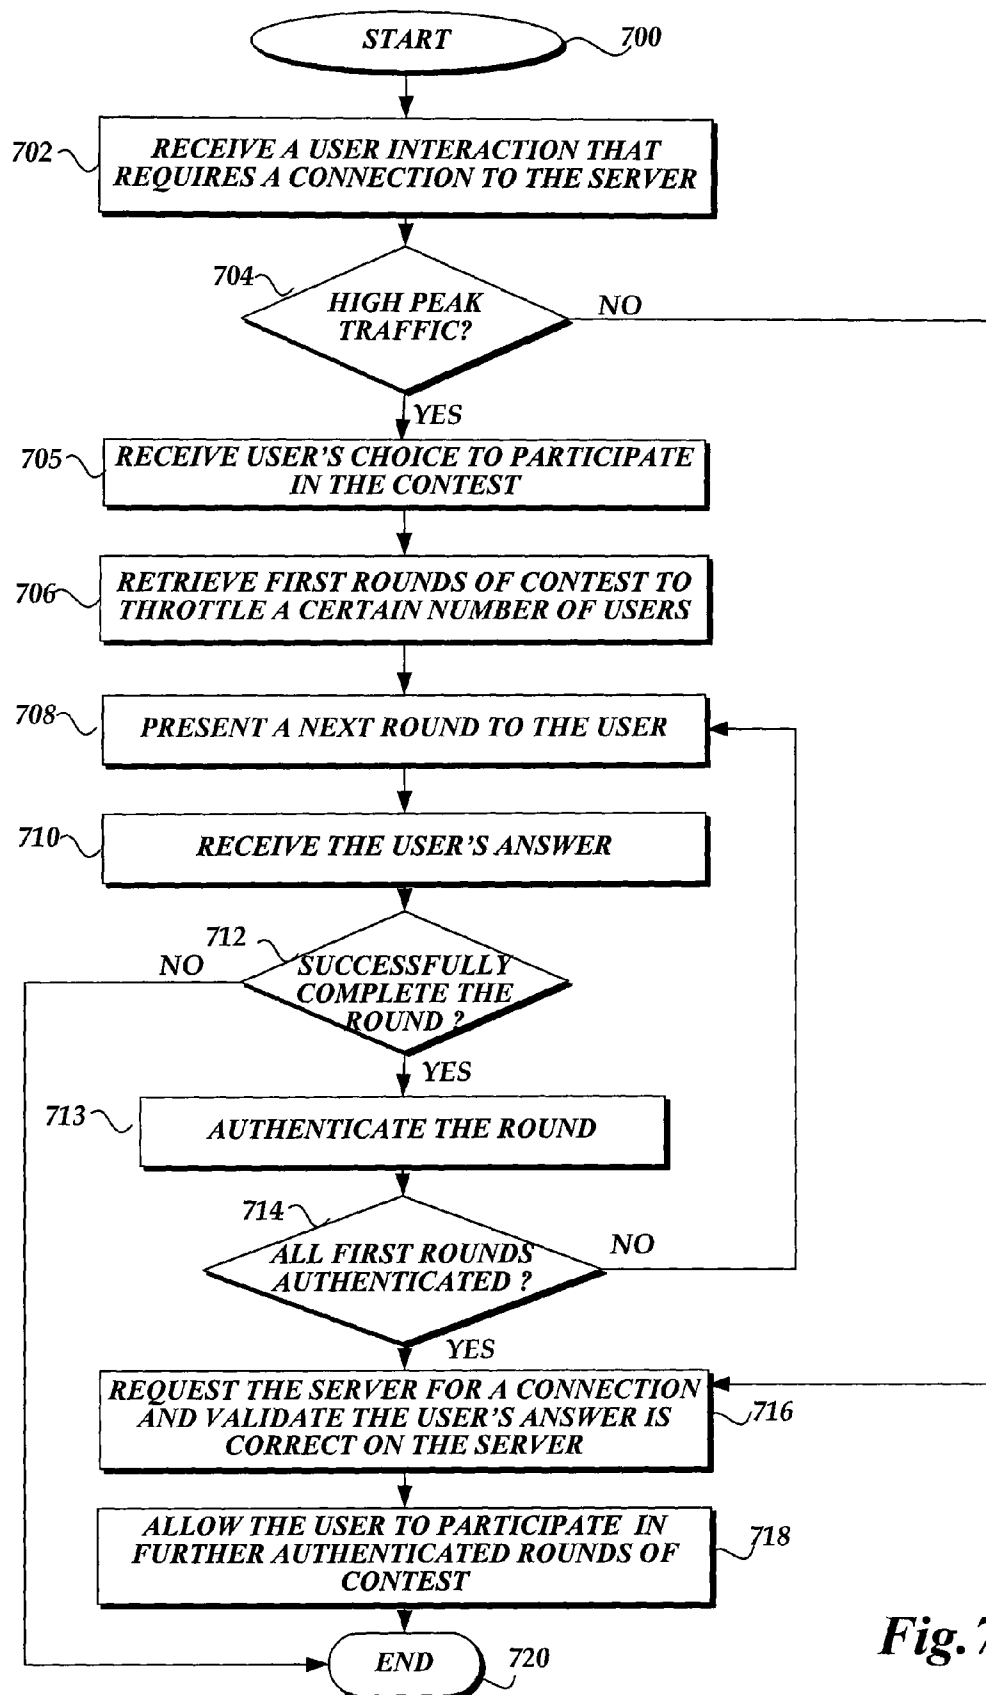 START
700
702
RECEIVE A USER INTERACTION THAT
REQUIRES A CONNECTION TO THE SERVER
704
HIGH PEAK
TRAFFIC?
NO
YES
705
RECEIVE USER'S CHOICE TO PARTICIPATE
IN THE CONTEST
706
RETRIEVE FIRST ROUNDS OF CONTEST TO
THROTTLE A CERTAIN NUMBER OF USERS
708
PRESENT A NEXT ROUND TO THE USER
710
RECEIVE THE USER'S ANSWER
712
NO
SUCCESSFULLY
COMPLETE THE
ROUND ?
YES
713
AUTHENTICATE THE ROUND
714
ALL FIRST ROUNDS
AUTHENTICATED ?
NO
YES
REQUEST THE SERVER FOR A CONNECTION
AND VALIDATE THE USER'S ANSWER IS
CORRECT ON THE SERVER
716
ALLOW THE USER TO PARTICIPATE IN
FURTHER AUTHENTICATED ROUNDS OF
CONTEST
718
END
720
Fig. 7